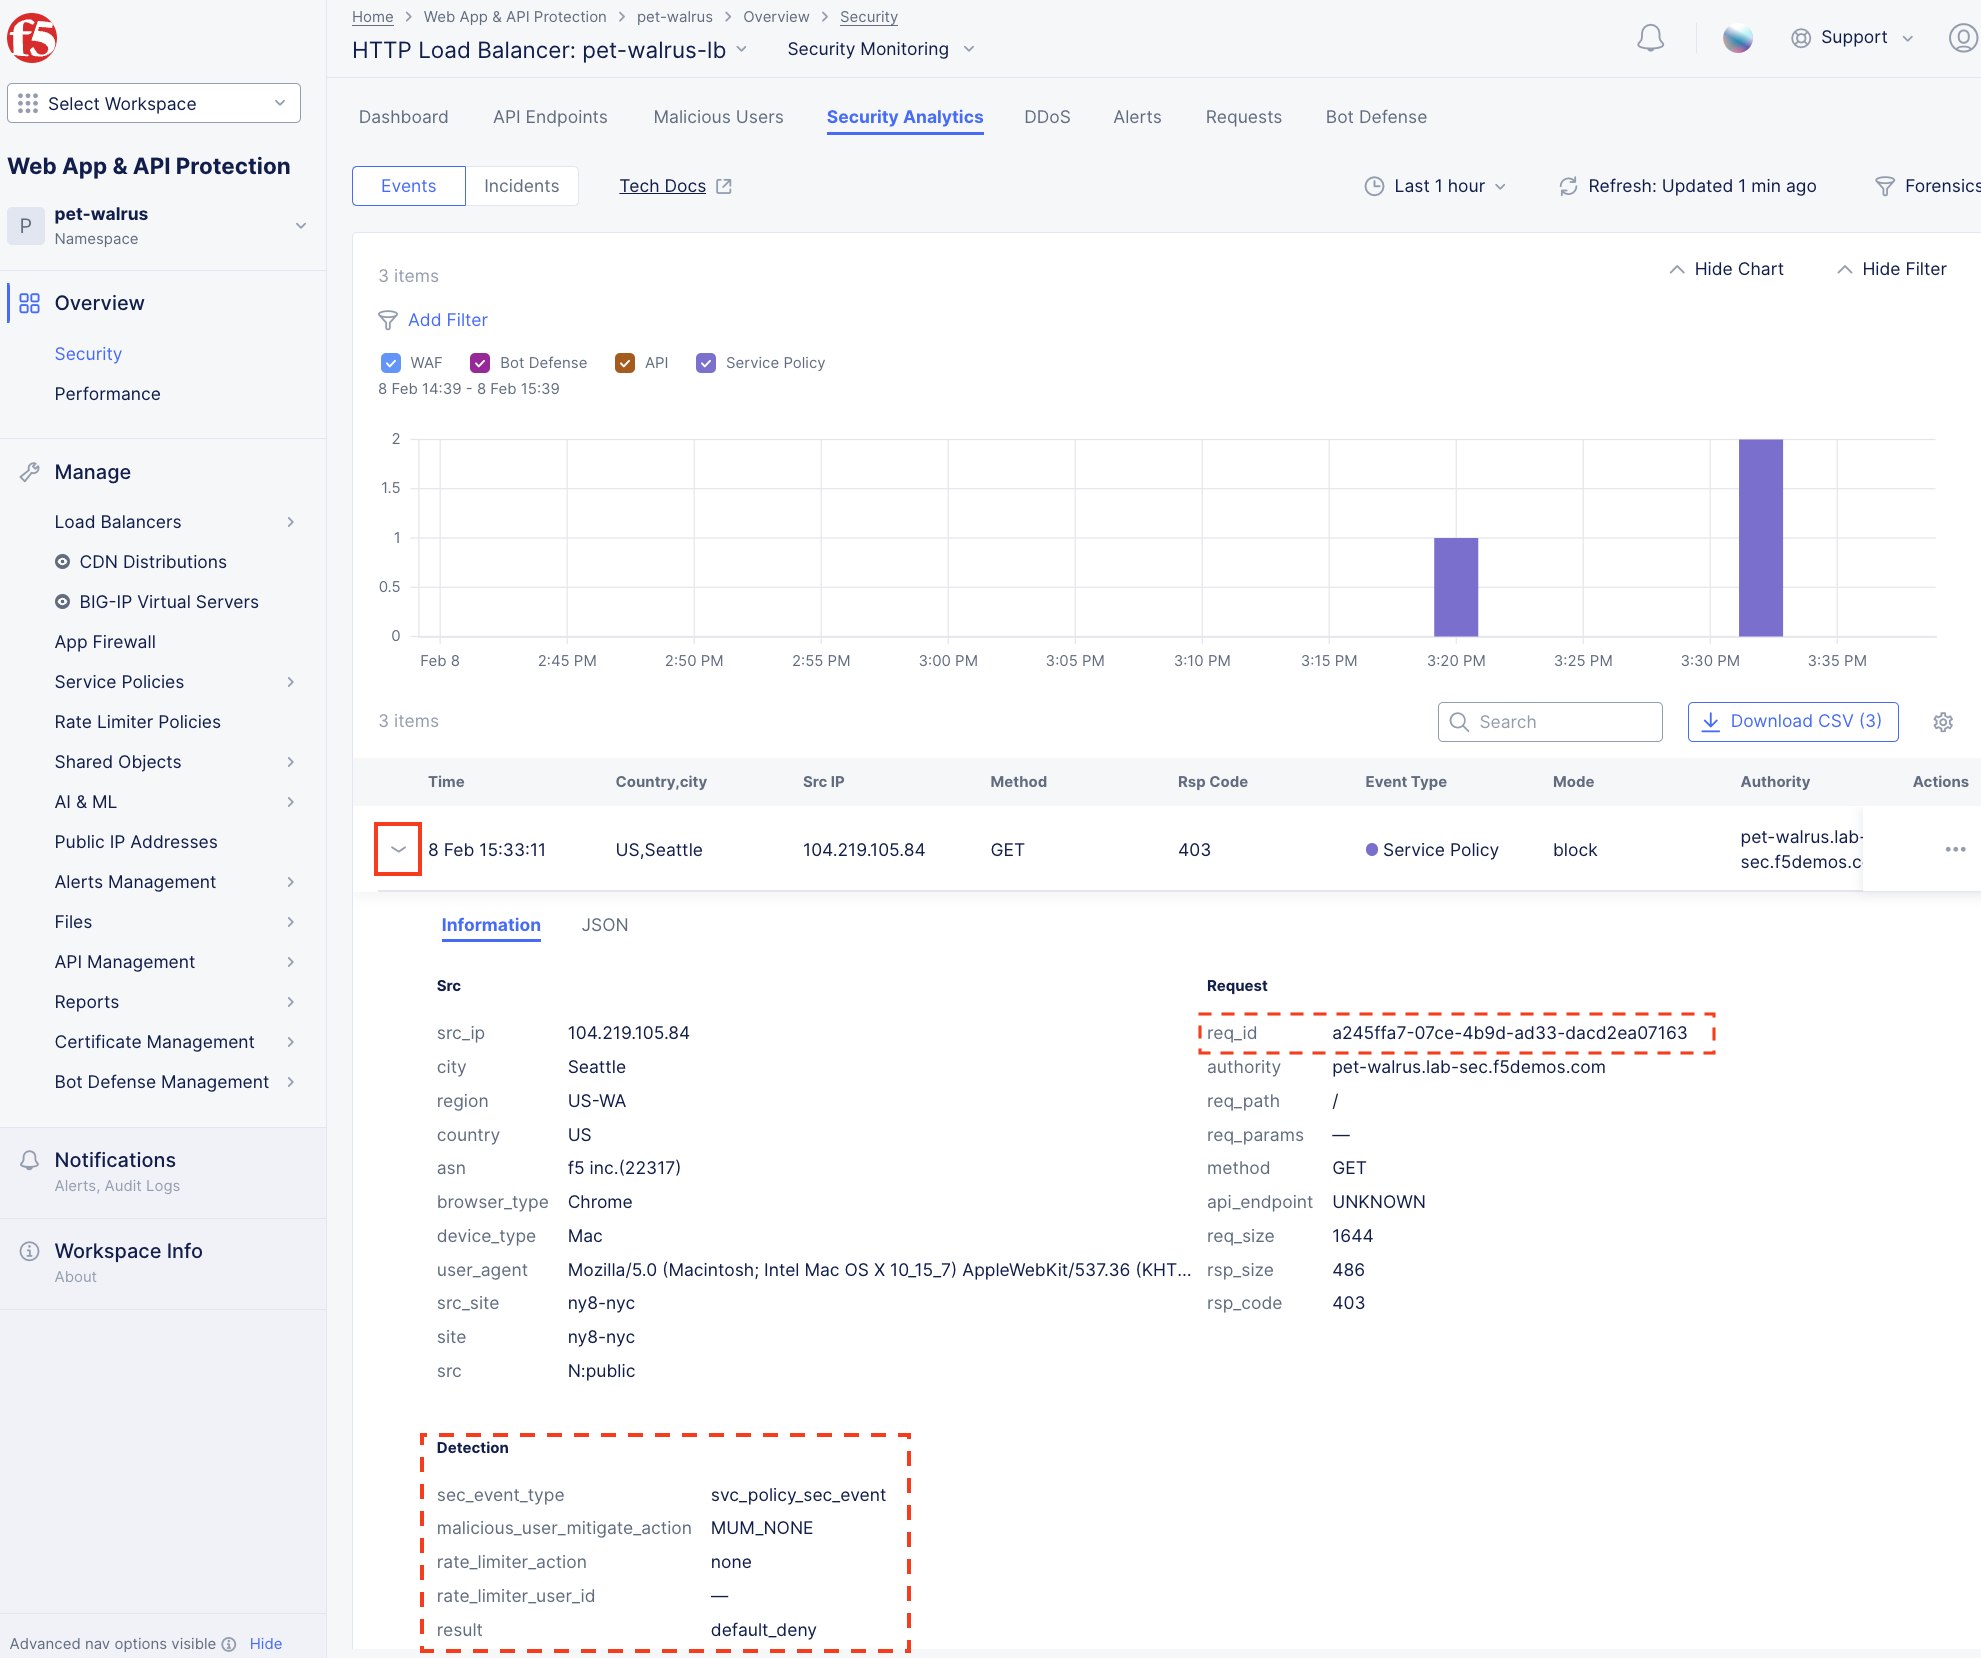 f5
Home > Web App & API Protection > pet-walrus > Overview > Security
HTTP Load Balancer: pet-walrus-lb
Security Monitoring
Support
Select Workspace
Web App & API Protection
P
pet-walrus
Namespace
Overview
Security
Performance
Manage
Load Balancers
CDN Distributions
BIG-IP Virtual Servers
App Firewall
Service Policies
Rate Limiter Policies
Shared Objects
AI & ML
Public IP Addresses
Alerts Management
Files
API Management
Reports
Certificate Management
Bot Defense Management
Notifications
Alerts, Audit Logs
Workspace Info
About
Advanced nav options visible Hide
Dashboard API Endpoints Malicious Users Security Analytics DDoS Alerts Requests Bot Defense
Events Incidents Tech Docs
Last 1 hour Refresh: Updated 1 min ago Forensics
3 items
Hide Chart Hide Filter
Add Filter
WAF Bot Defense API Service Policy
8 Feb 14:39 - 8 Feb 15:39
2
1.5
1
0.5
0
Feb 8 2:45 PM 2:50 PM 2:55 PM 3:00 PM 3:05 PM 3:10 PM 3:15 PM 3:20 PM 3:25 PM 3:30 PM 3:35 PM
3 items
Search
Download CSV (3)
Time Country,city Src IP Method Rsp Code Event Type Mode Authority Actions
8 Feb 15:33:11 US,Seattle 104.219.105.84 GET 403 Service Policy block pet-walrus.lab-
sec.f5demos.c
Information JSON
Src
src_ip 104.219.105.84
city Seattle
region US-WA
country US
asn f5 inc.(22317)
browser_type Chrome
device_type Mac
user_agent Mozilla/5.0 (Macintosh; Intel Mac OS X 10_15_7) AppleWebKit/537.36 (KHT...
src_site ny8-nyc
site ny8-nyc
src N:public
Request
req_id a245ffa7-07ce-4b9d-ad33-dacd2ea07163
authority pet-walrus.lab-sec.f5demos.com
req_path /
req_params —
method GET
api_endpoint UNKNOWN
req_size 1644
rsp_size 486
rsp_code 403
Detection
sec_event_type svc_policy_sec_event
malicious_user_mitigate_action MUM_NONE
rate_limiter_action none
rate_limiter_user_id —
result default_deny